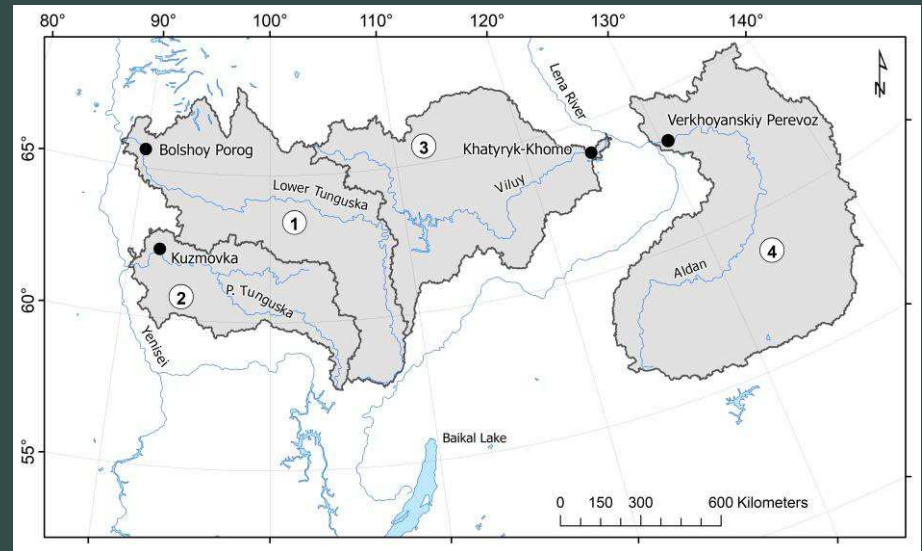 80° 90° 100° 110° 120° 130° 140°
N
Lena River
3
Verkhoyanskiy Perevoz
65°
Bolshoy Porog
Khatyryk-Khomo
Viluy
Lower Tunguska
1
4
Kuzmovka
Aldan
60°
2
P. Tunguska
Yenisei
55°
Baikal Lake
0 150 300 600 Kilometers